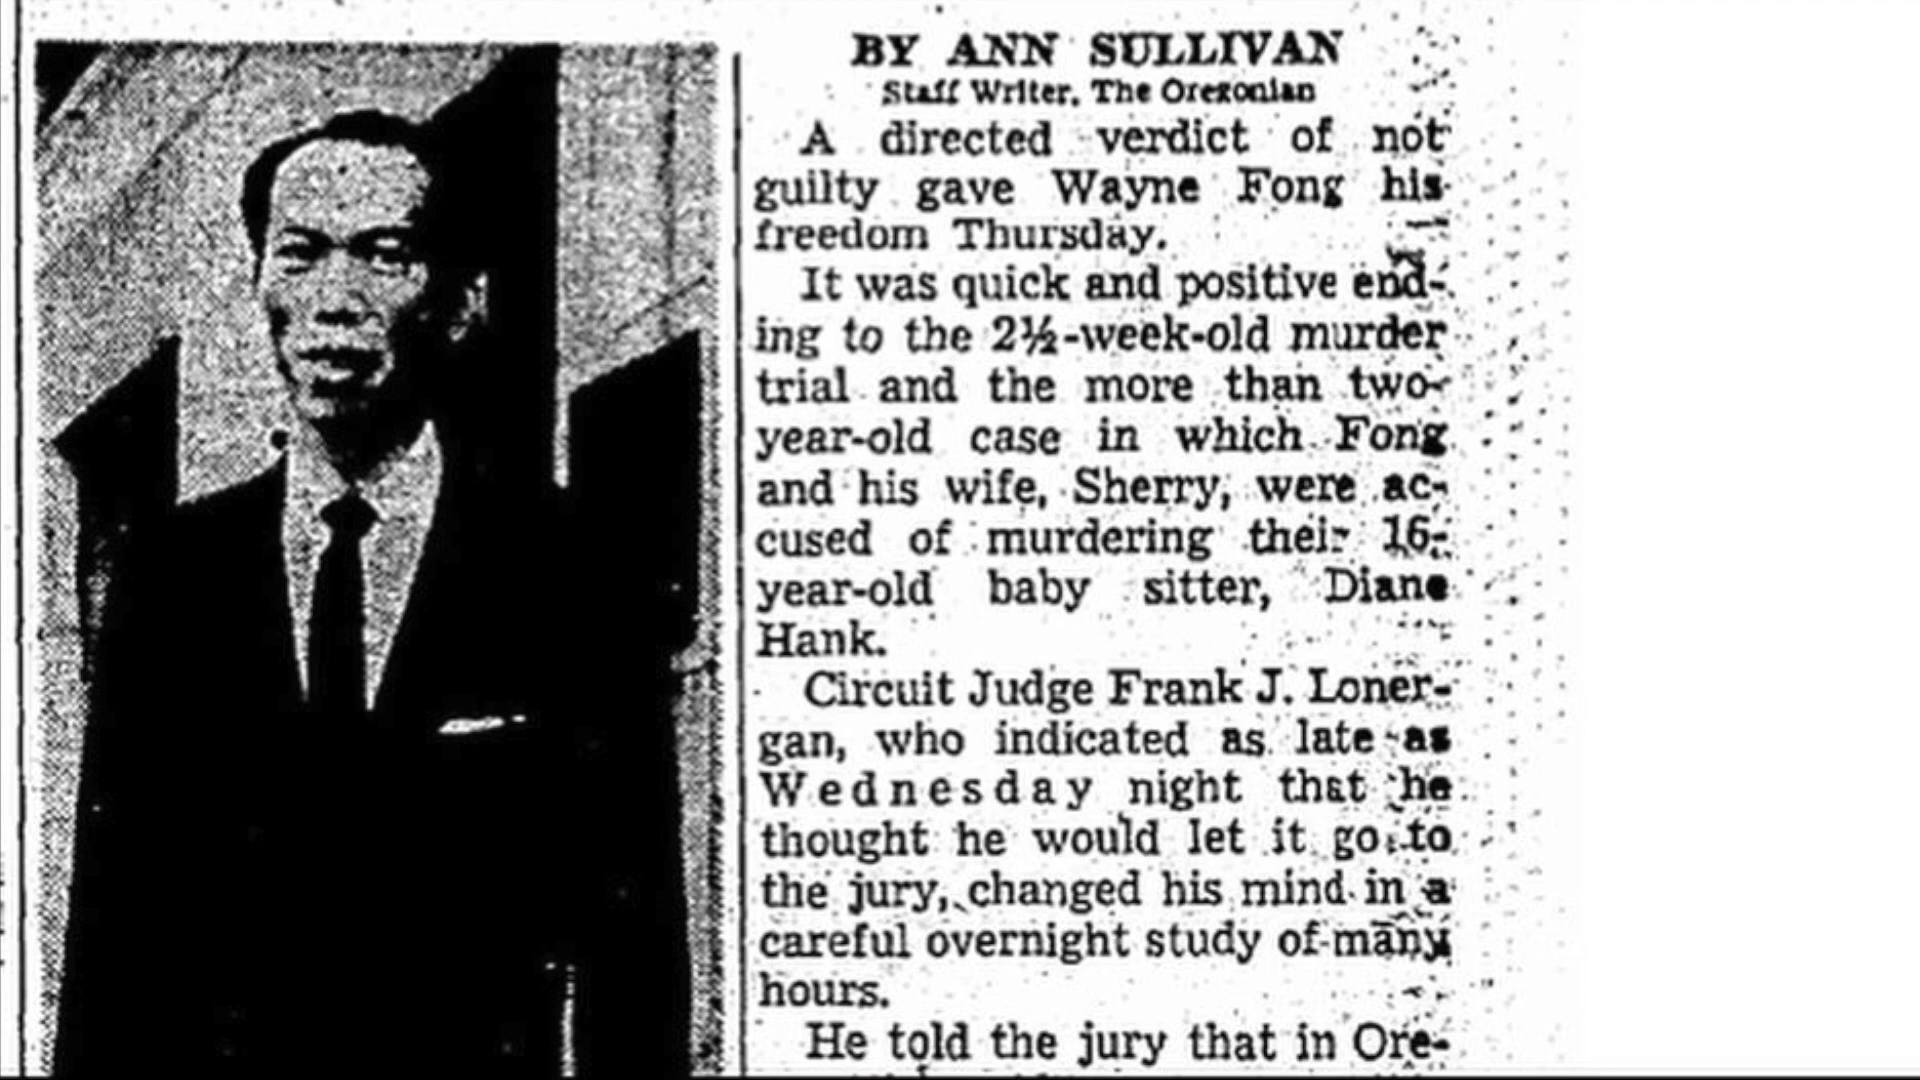 BY ANN SULLIVAN
Staff Writer, The Oregonian
A directed verdict of not
guilty gave Wayne Fong his
freedom Thursday.
It was quick and positive end-
ing to the 2½-week-old murder
trial and the more than two-
year-old case in which Fong
and his wife, Sherry, were ac-
cused of murdering their 16-
year-old baby sitter, Diane
Hank.
Circuit Judge Frank J. Loner-
gan, who indicated as late as
Wednesday night that he
thought he would let it go to
the jury, changed his mind in a
careful overnight study of many
hours.
He told the jury that in Ore-